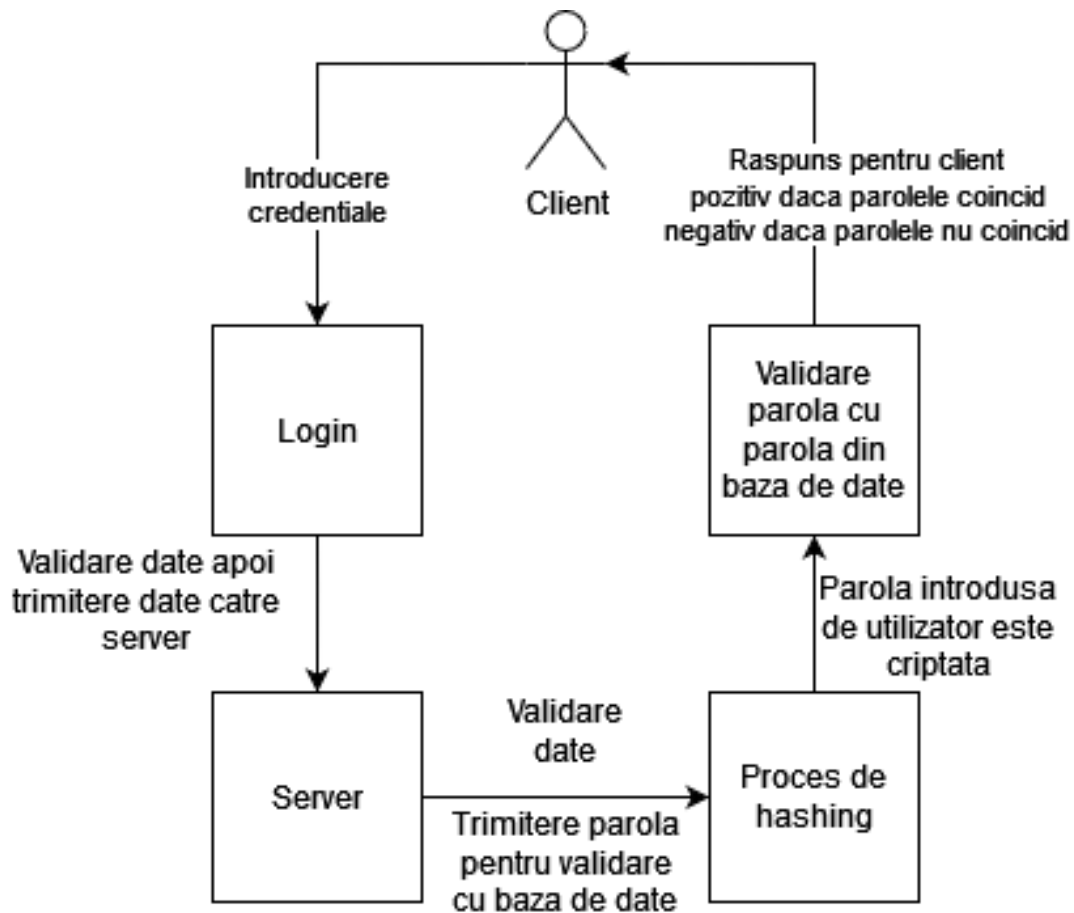 Client
Introducere
credentiale
Login
Validare date apoi
trimitere date catre
server
Server
Validare
date
Trimitere parola
pentru validare
cu baza de date
Proces de
hashing
Parola introdusa
de utilizator este
criptata
Validare
parola cu
parola din
baza de date
Raspuns pentru client
pozitiv daca parolele coincid
negativ daca parolele nu coincid